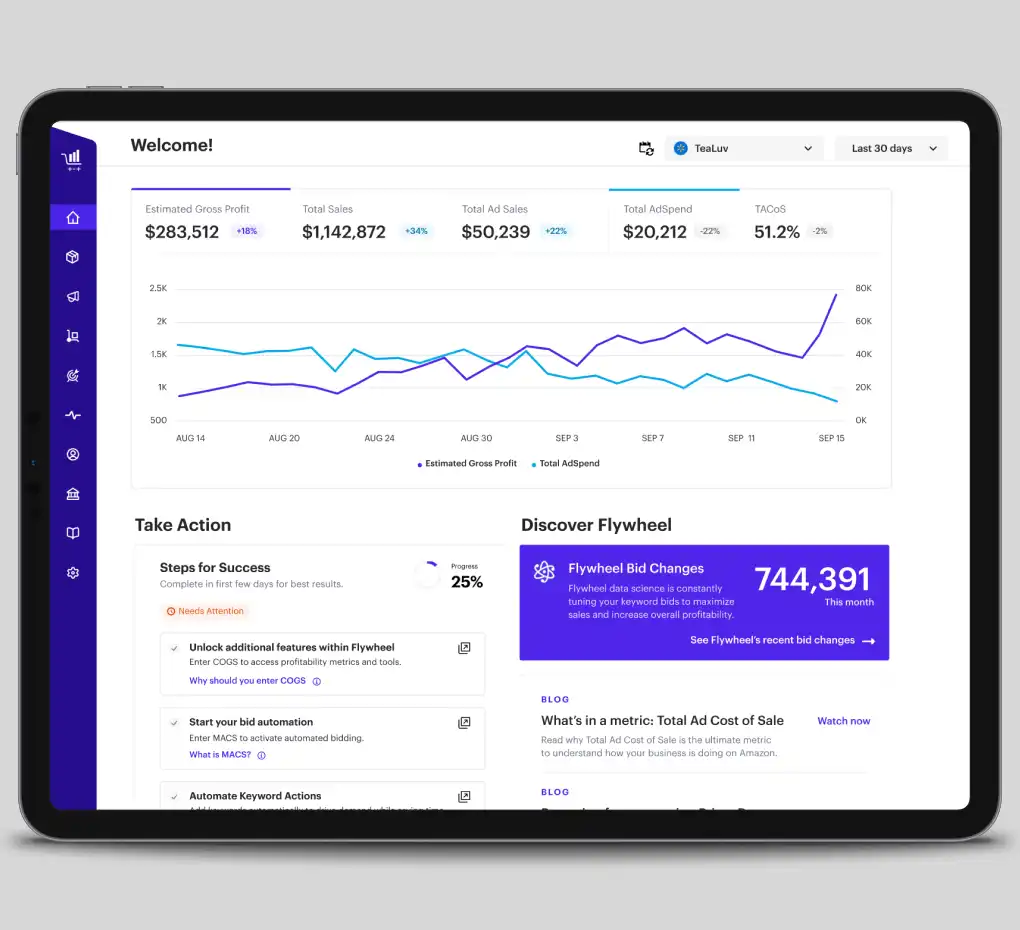 Welcome!
TeaLuv
Last 30 days
Estimated Gross Profit
$283,512 +18%
Total Sales
$1,142,872 +34%
Total Ad Sales
$50,239 +22%
Total AdSpend
$20,212 -22%
TACoS
51.2% -2%
2.5K
2K
1.5K
1K
500
80K
60K
40K
20K
0K
AUG 14
AUG 20
AUG 24
AUG 30
SEP 3
SEP 7
SEP 11
SEP 15
Estimated Gross Profit
Total AdSpend
Take Action
Steps for Success
Complete in first few days for best results.
Progress
25%
Needs Attention
Unlock additional features within Flywheel
Enter COGS to access profitability metrics and tools.
Why should you enter COGS
Start your bid automation
Enter MACS to activate automated bidding.
What is MACS?
Automate Keyword Actions
Discover Flywheel
Flywheel Bid Changes
Flywheel data science is constantly
tuning your keyword bids to maximize
sales and increase overall profitability.
744,391
This month
See Flywheel's recent bid changes
BLOG
What's in a metric: Total Ad Cost of Sale
Watch now
Read why Total Ad Cost of Sale is the ultimate metric
to understand how your business is doing on Amazon.
BLOG